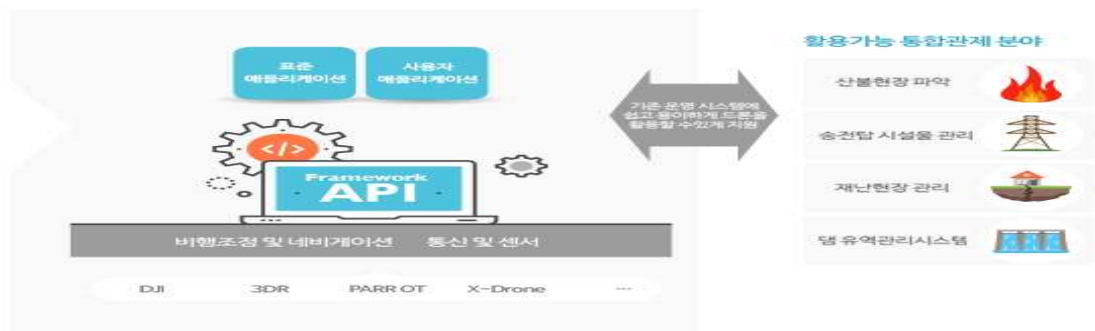 표준
애플리케이션
사용자
애플리케이션
</>
Framework
API
비행조정 및 네비게이션 통신 및 센서
DJI 3DR PARROT X-Drone ...
기존 운영 시스템에
쉽고 용이하게 드론을
활용할 수있게 지원
활용가능 통합관제 분야
산불현장 파악
송전탑 시설물 관리
재난현장 관리
댐 유역관리시스템